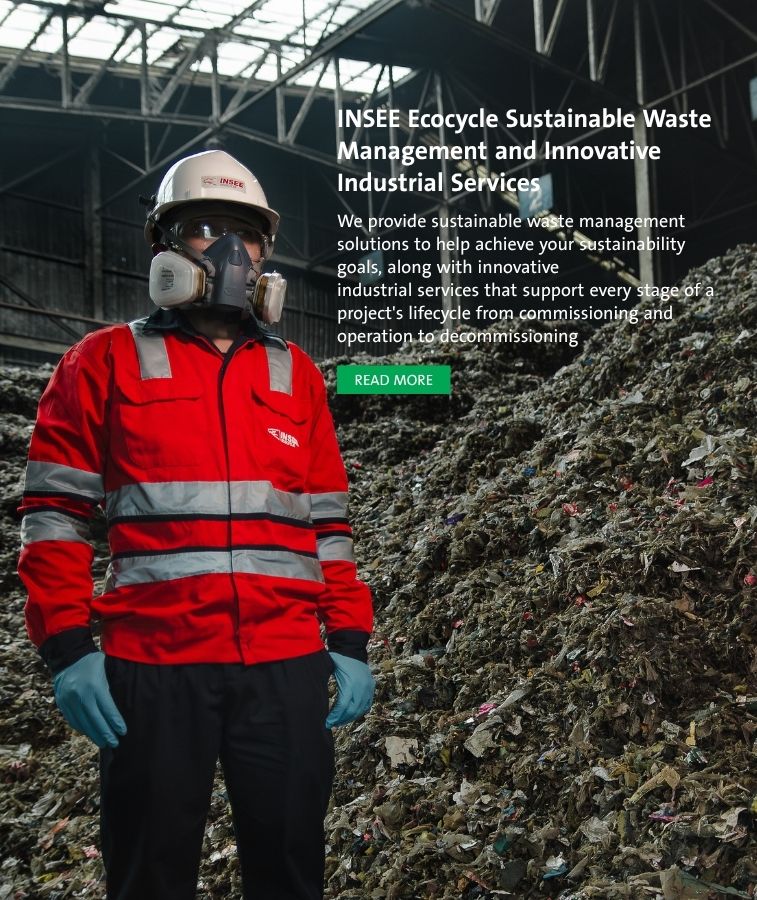 INSEE
INSEE Ecocycle Sustainable Waste
Management and Innovative
Industrial Services
We provide sustainable waste management
solutions to help achieve your sustainability
goals, along with innovative
industrial services that support every stage of a
project's lifecycle from commissioning and
operation to decommissioning
READ MORE
INSEE